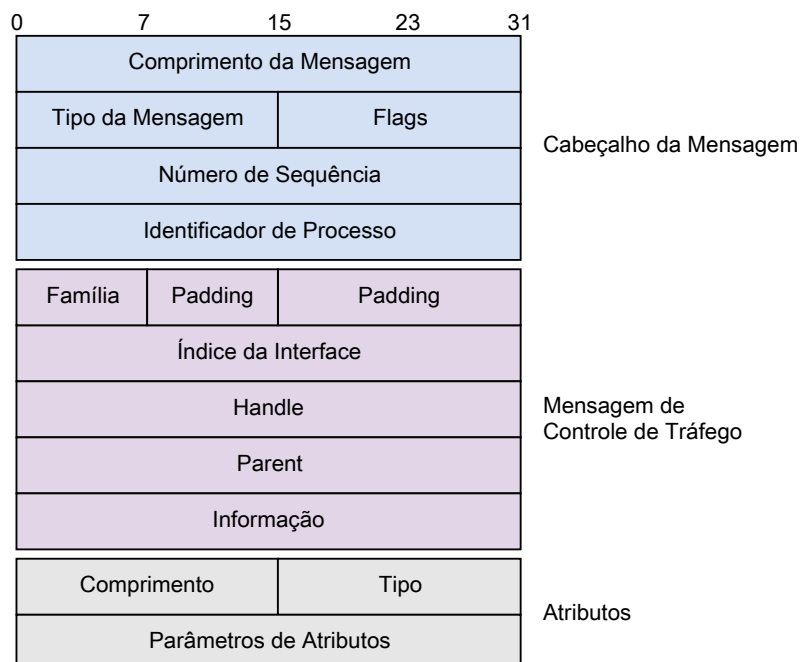 0 7 15 23 31
Comprimento da Mensagem
Tipo da Mensagem Flags
Número de Sequência
Identificador de Processo
Cabeçalho da Mensagem
Família Padding Padding
Índice da Interface
Handle
Parent
Informação
Mensagem de
Controle de Tráfego
Comprimento Tipo
Parâmetros de Atributos
Atributos